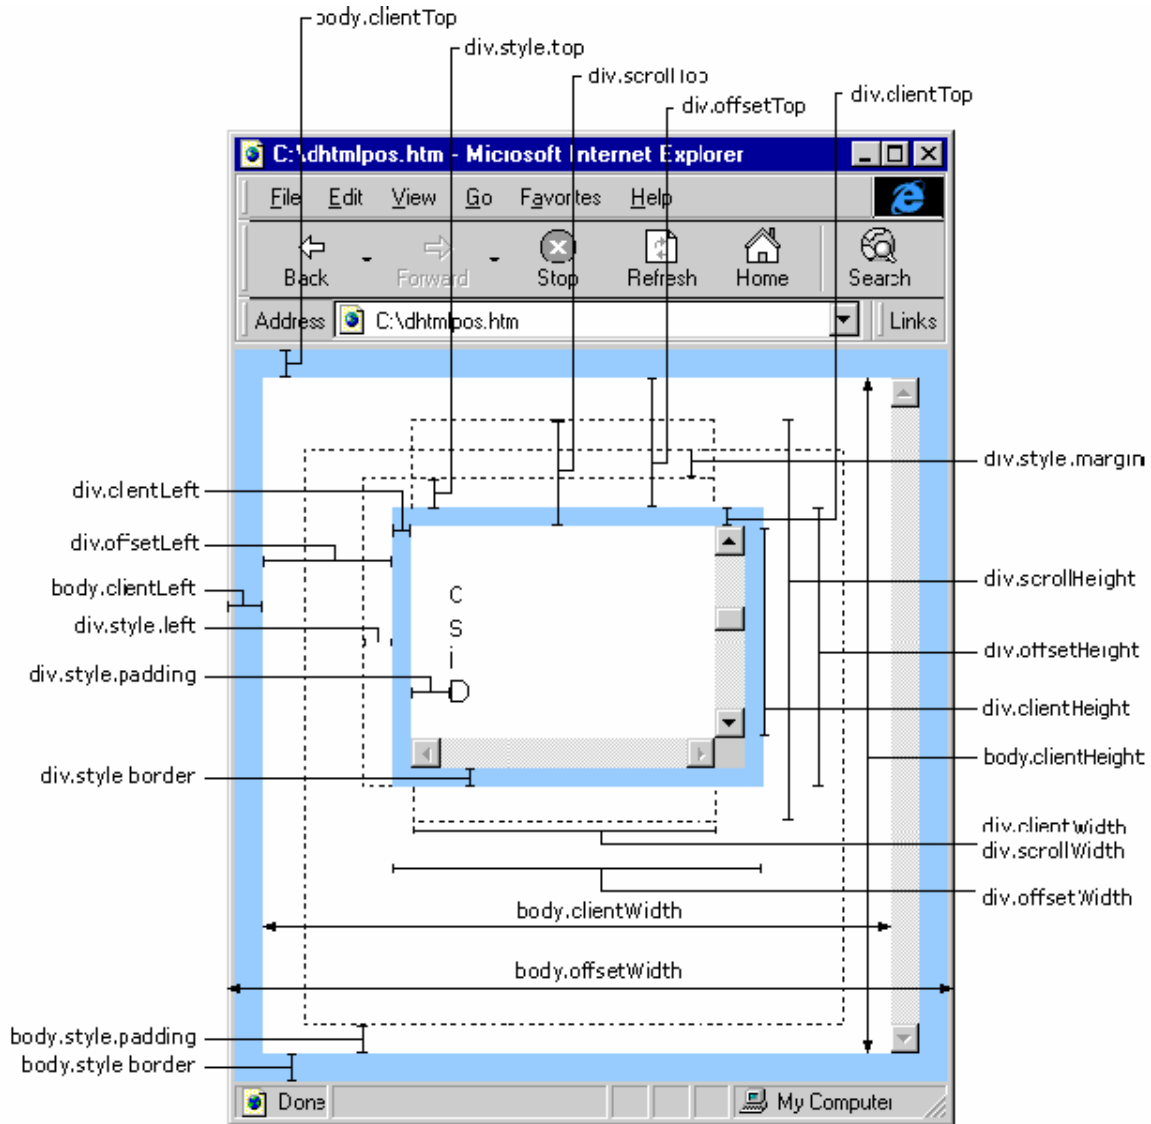 body.clientTop
div.style.top
div.scrollTop
div.offsetTop
div.clientTop
C:\dhtmlpos.htm - Microsoft Internet Explorer
File Edit View Go Favorites Help
Back Forward Stop Refresh Home Search
Address C:\dhtmlpos.htm Links
div.style.margin
div.clientLeft
div.offsetLeft
body.clientLeft
div.scrollHeight
C
S
i
D
div.style.left
div.offsetHeight
div.style.padding
div.clientHeight
body.clientHeight
div.style border
div.clientWidth
div.scrollWidth
div.offsetWidth
body.clientWidth
body.offsetWidth
body.style.padding
body.style border
Done My Computer